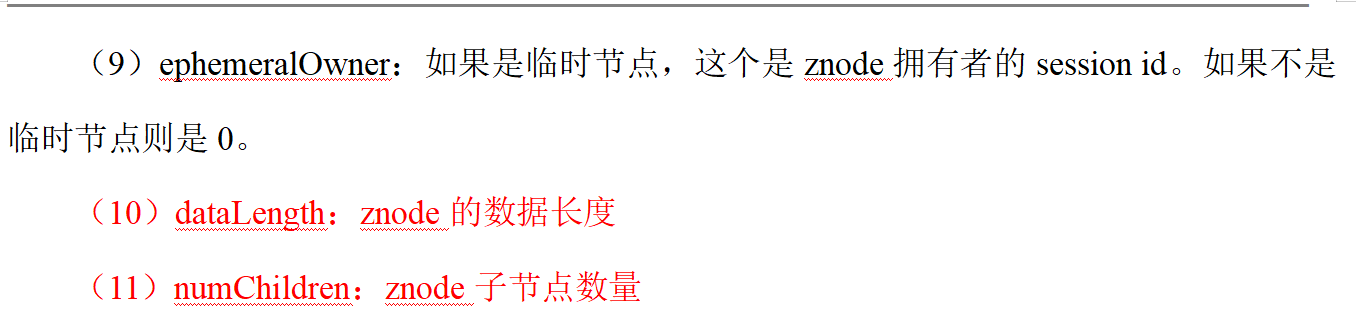 （9）ephemeralOwner：如果是临时节点，这个是 znode 拥有者的 session id。如果不是
临时节点则是 0。
（10）dataLength：znode 的数据长度
（11）numChildren：znode 子节点数量